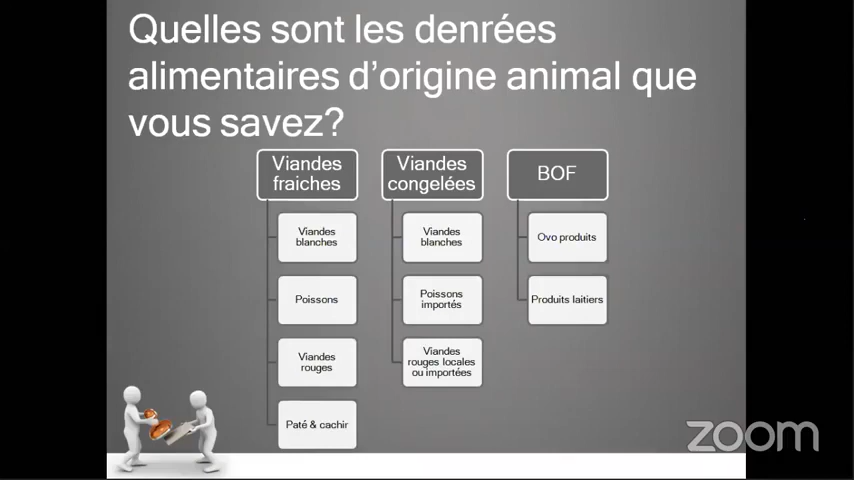 Quelles sont les denrées
alimentaires d'origine animal que
vous savez?
Viandes
fraiches
Viandes
blanches
Poissons
Viandes
rouges
Paté & cachir
Viandes
congelées
Viandes
blanches
Poissons
importés
Viandes
rouges locales
ou importées
BOF
Ovo produits
Produits laitiers
zoom